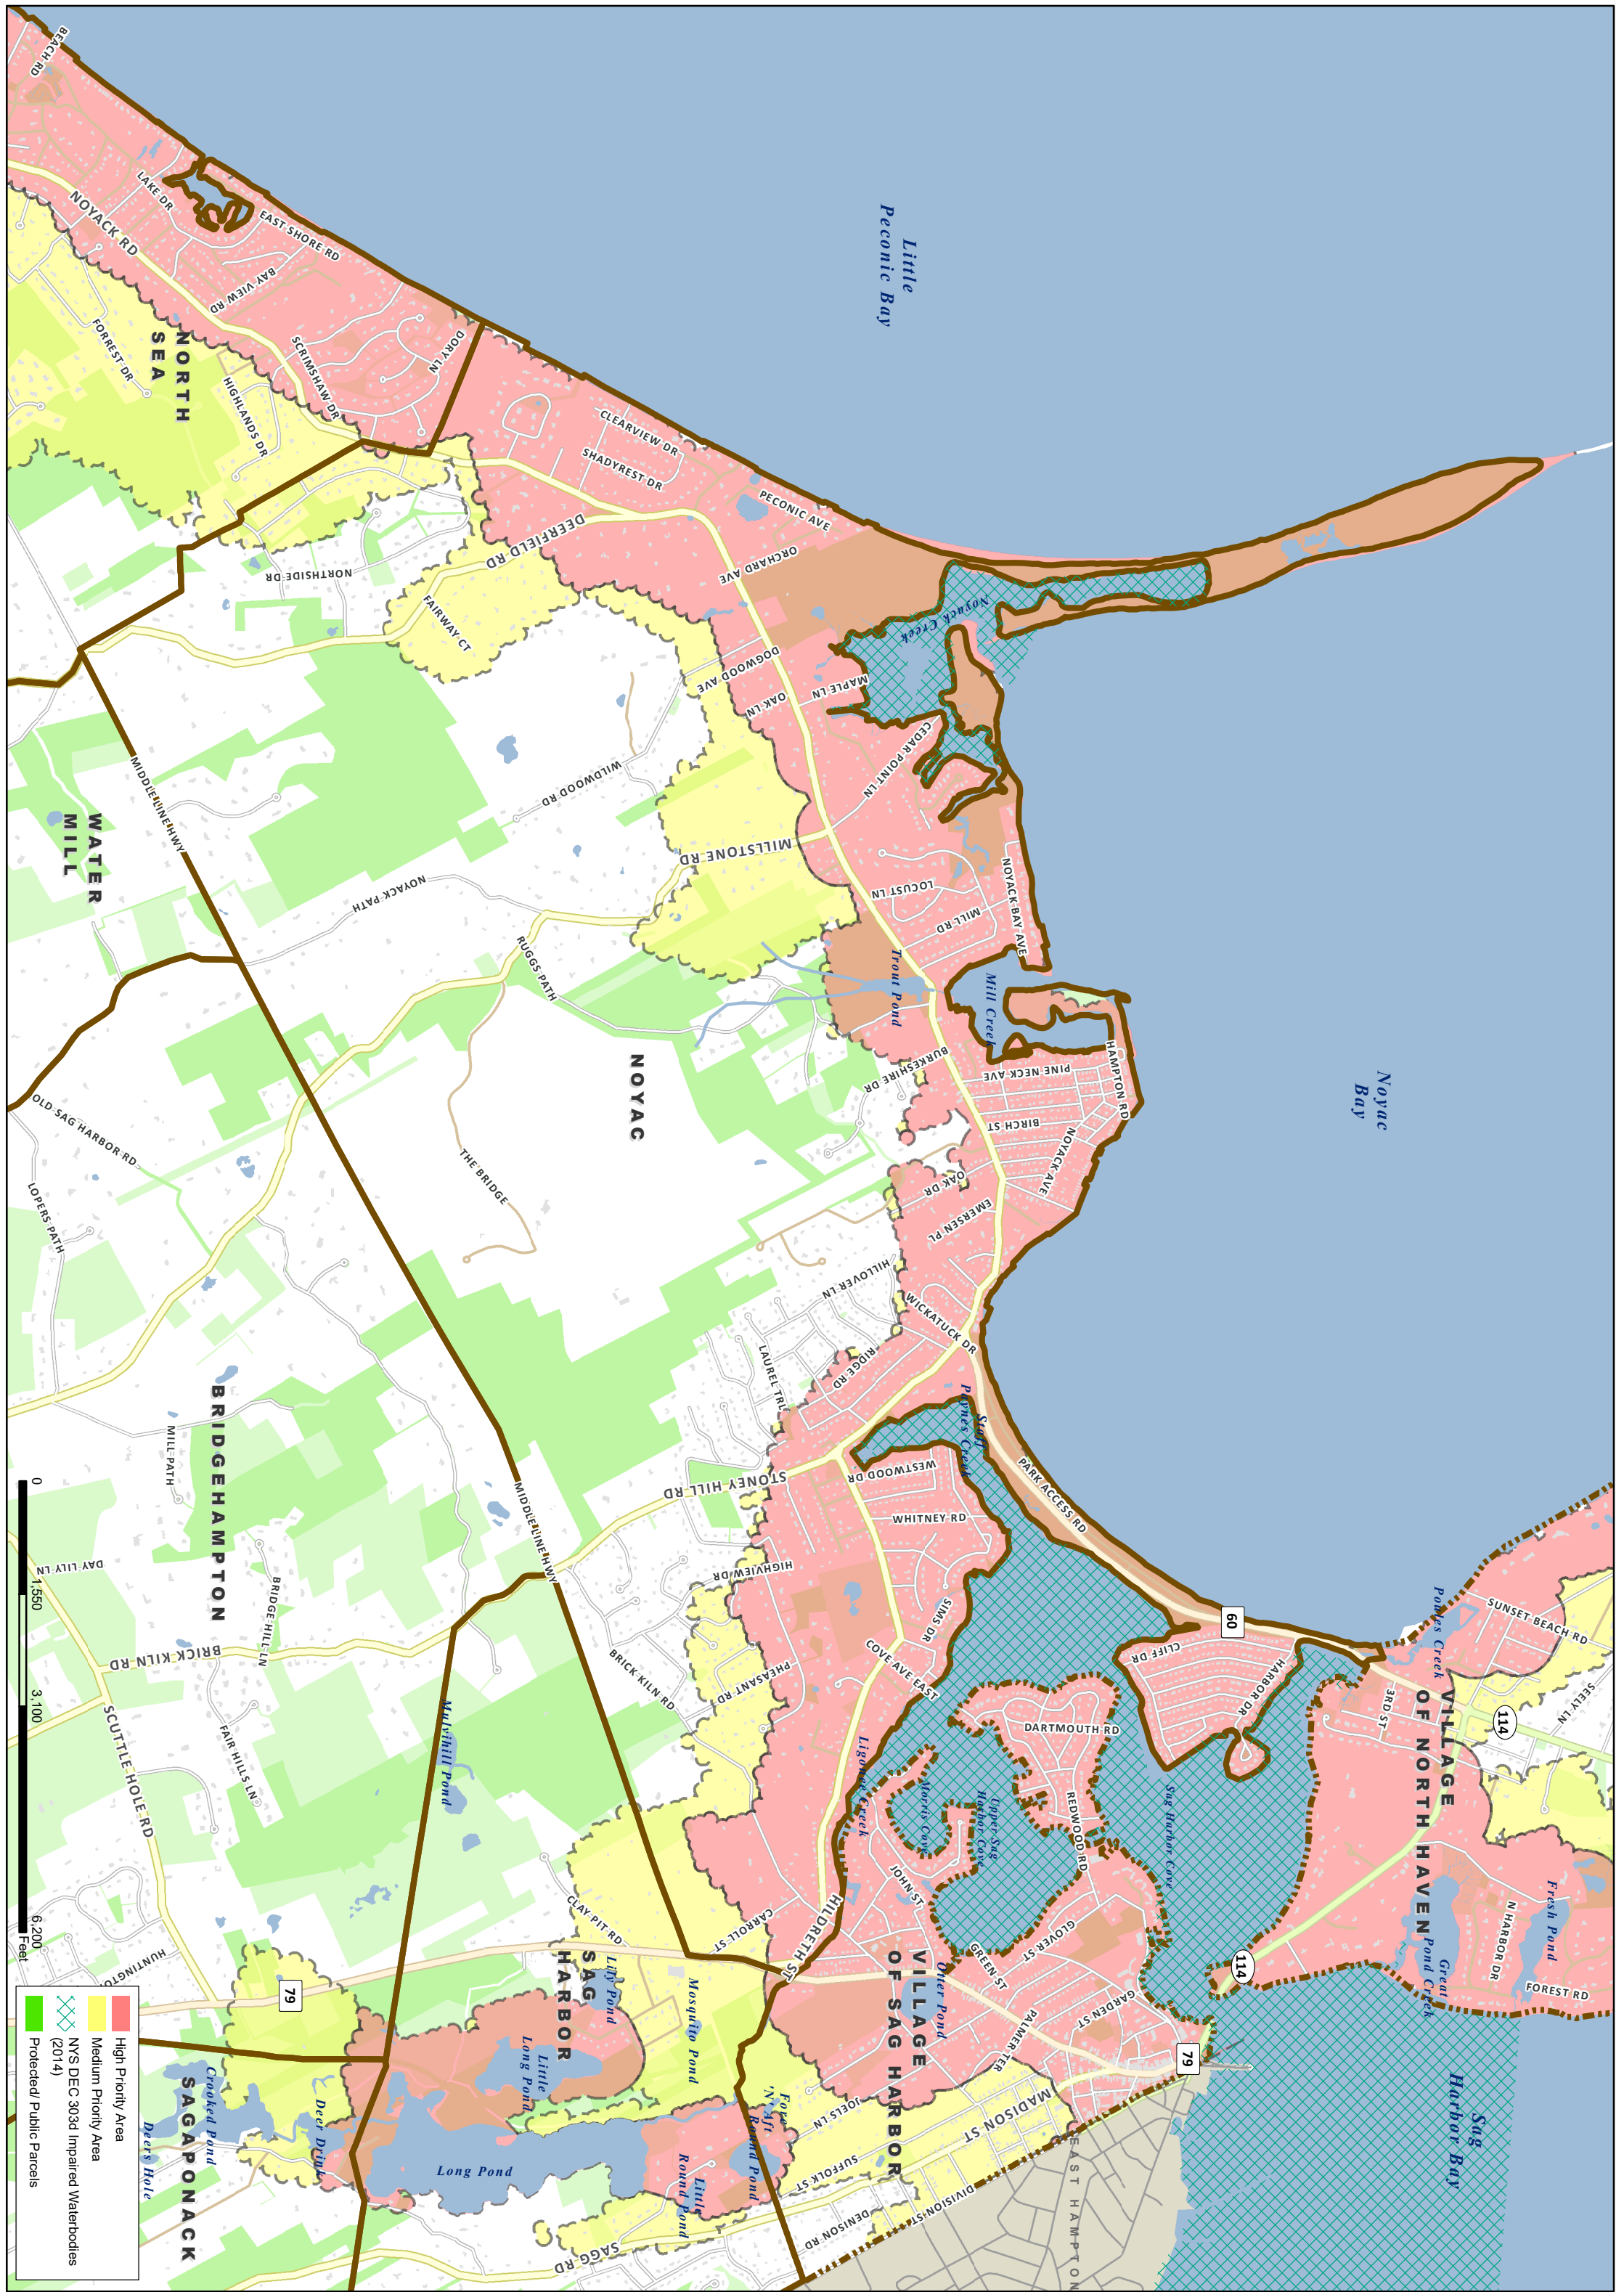 BEACH RD
LAKE DR
NOYACK RD
EAST SHORE RD
BAY VIEW RD
FORREST DR
NORTH
SEA
HIGHLANDS DR
SCRIMSHAW DR
DORY LN
Little
Peconic Bay
CLEARVIEW DR
SHADYREST DR
PECONIC AVE
ORCHARD AVE
DEERFIELD RD
NORTHSIDE DR
FAIRWAY CT
Noyack Creek
DOGWOOD AVE
OAK LN
MAPLE LN
CEDAR POINT LN
WILDWOOD RD
MILLSTONE RD
MIDDLE LINE HWY
WATER
MILL
NOYACK PATH
RUGGS PATH
LOCUST LN
MILL RD
NOYACK BAY AVE
Trout Pond
Mill Creek
HAMPTON RD
PINE NECK AVE
BURKESHIRE DR
BIRCH ST
NOYACK AVE
OAK DR
EMERSEN PL
NOYAC
Noyac
Bay
THE BRIDGE
OLD SAG HARBOR RD
LOPERS PATH
HILLOVER LN
WICKATUCK DR
RIDGE RD
LAUREL TRL
Paynes Creek
PARK ACCESS RD
WESTWOOD DR
STONEY HILL RD
WHITNEY RD
HIGHVIEW DR
SIMS DR
COVE AVE EAST
PHEASANT RD
BRICK KILN RD
MIDDLE LINE HWY
BRIDGEHAMPTON
MILL PATH
DAY LILY LN
BRIDGE HILL LN
BRICK KILN RD
FAIR HILLS LN
SCUTTLE HOLE RD
Mulvihill Pond
60
CLIFF DR
HARBOR DR
SUNSET BEACH RD
SEELY LN
3RD ST
114
VILLAGE
OF NORTH HAVEN
DARTMOUTH RD
REDWOOD RD
Sag Harbor Cove
Upper Sag
Harbor Cove
Morris Cove
Ligonee Creek
JOHN ST
GLOVER ST
GREEN ST
HILDRETH ST
CARROLL ST
CLAY PIT RD
SAG
HARBOR
Lily Pond
Mosquito Pond
VILLAGE
OF SAG HARBOR
Otter Pond
PALMER TER
GARDEN ST
114
Fresh Pond
N HARBOR DR
FOREST RD
Great
Pond Creek
79
MADISON ST
JOELS LN
SUFFOLK ST
DIVISION ST
DENISON RD
SAGG RD
EAST HAMPTON
Sag
Harbor Bay
Fore
'N' Aft
Round Pond
Little
Round Pond
Little
Long Pond
Long Pond
Deer Drink
Crooked Pond
Deers Hole
SAGAPONACK
79
0
1,550
3,100
6,200
Feet
High Priority Area
Medium Priority Area
NYS DEC 303d Impaired Waterbodies
(2014)
Protected/ Public Parcels